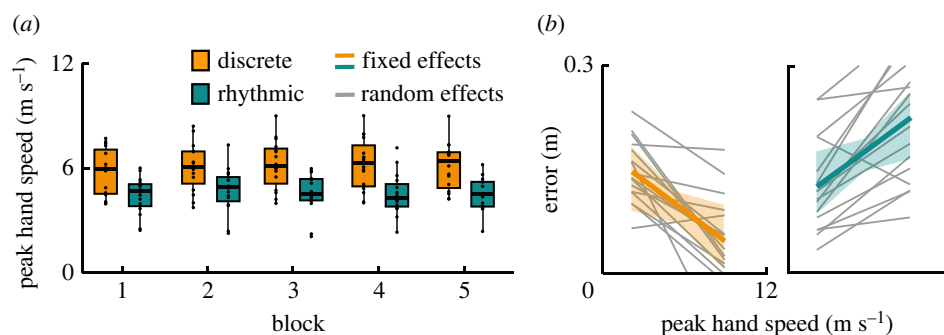 (a)
peak hand speed (m s⁻¹)
12
6
0
discrete
rhythmic
fixed effects
random effects
1 2 3 4 5
block
(b)
error (m)
0.3
0 12
peak hand speed (m s⁻¹)